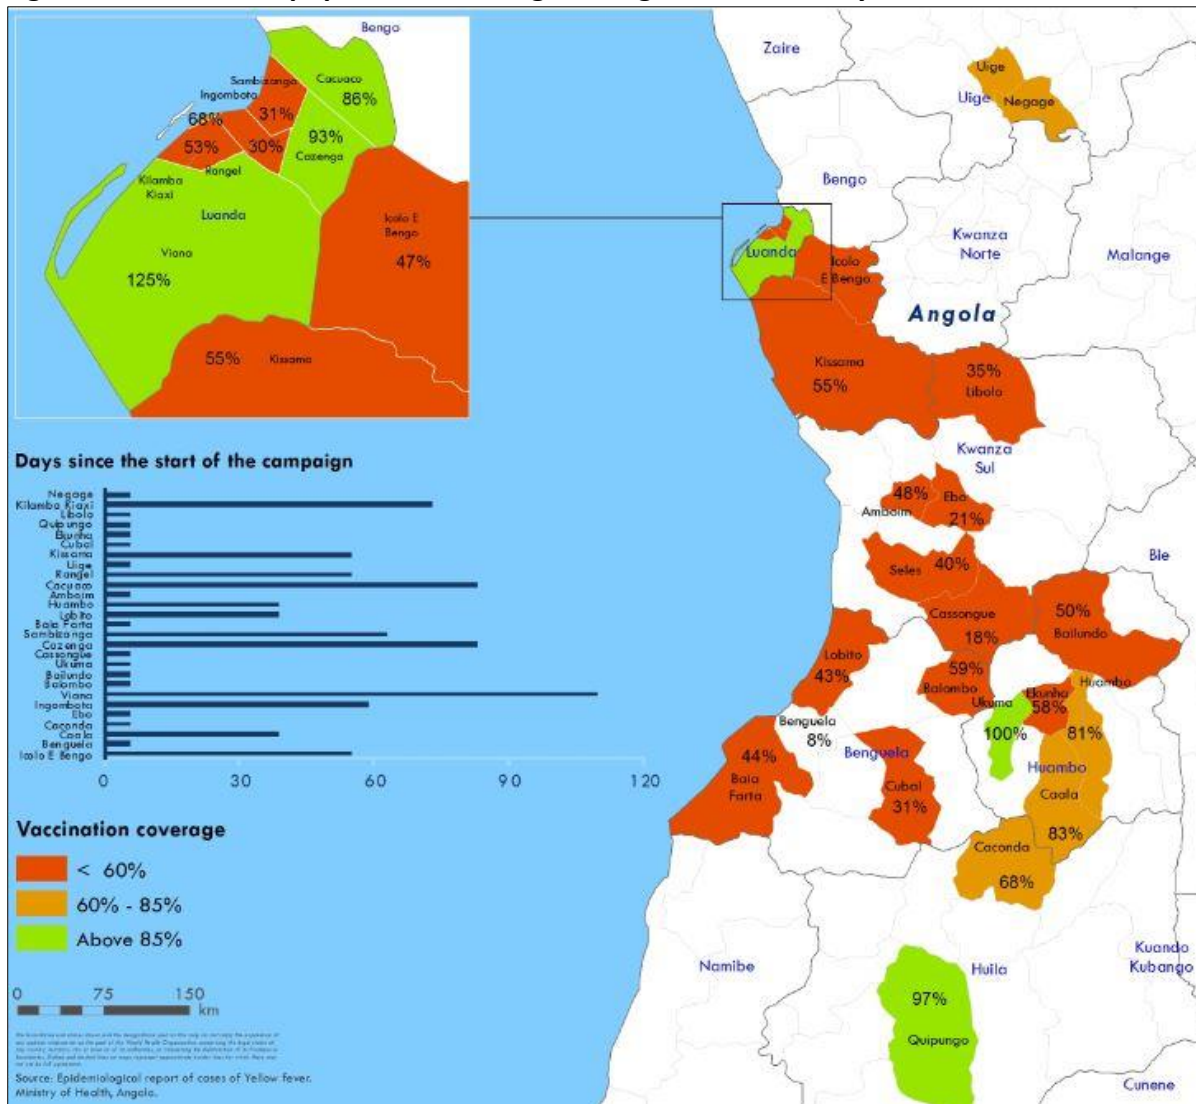 Bengo
Sambizanga
Cacuaco
Ingombota
86%
31%
68%
93%
53%
30%
Cazenga
Rangel
Kilamba
Kiaxi
Luanda
Icolo E
Bengo
Viana
47%
125%
55%
Kissama
Zaire
Uige
Uige
Negage
Bengo
Kwanza
Norte
Malange
Luanda
Icolo
E Bengo
Angola
Kissama
55%
35%
Libolo
Kwanza
Sul
48%
Ebo
Amboim
21%
Bie
Seles
40%
Cassongue
18%
50%
Bailundo
Lobito
43%
59%
Balombo
Huambo
Ekunha
Ukuma
58%
100%
81%
Benguela
8%
Benguela
Huambo
44%
Baia
Farta
Cubal
31%
Caala
83%
Caconda
68%
Namibe
Huila
Kuando
Kubango
97%
Quipungo
Cunene
Days since the start of the campaign
Negage
Kilamba Kiaxi
Libolo
Quipungo
Ekunha
Cubal
Kissama
Uige
Rangel
Cacuaco
Amboim
Huambo
Lobito
Baia Farta
Sambizanga
Cazenga
Cassongue
Ukuma
Bailundo
Balombo
Viana
Ingombota
Ebo
Caconda
Caala
Benguela
Icolo E Bengo
0 30 60 90 120
Vaccination coverage
< 60%
60% - 85%
Above 85%
0 75 150
km
Source: Epidemiological report of cases of Yellow fever.
Ministry of Health, Angola.